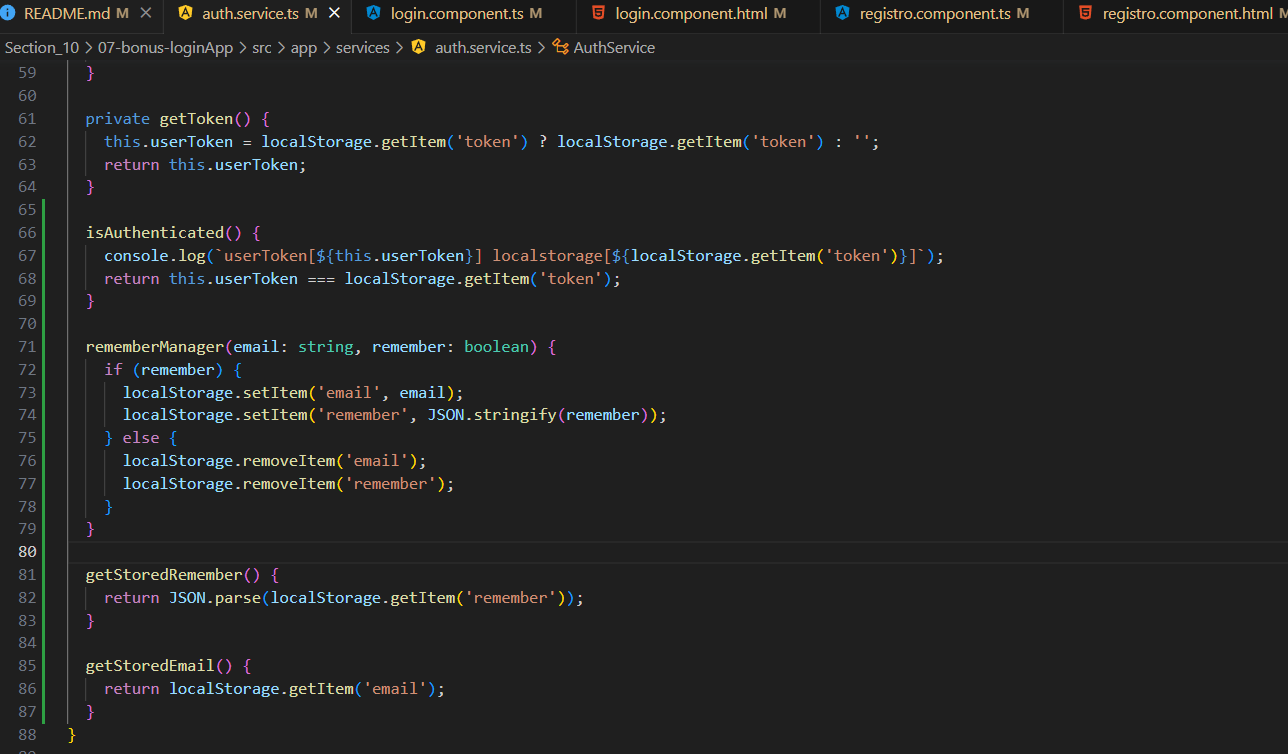 README.md M auth.service.ts M login.component.ts M login.component.html M registro.component.ts M registro.component.html M
Section_10 > 07-bonus-loginApp > src > app > services > auth.service.ts > AuthService
59 }
60
61 private getToken() {
62 this.userToken = localStorage.getItem('token') ? localStorage.getItem('token') : '';
63 return this.userToken;
64 }
65
66 isAuthenticated() {
67 console.log(`userToken[${this.userToken}] localstorage[${localStorage.getItem('token')}]`);
68 return this.userToken === localStorage.getItem('token');
69 }
70
71 rememberManager(email: string, remember: boolean) {
72 if (remember) {
73 localStorage.setItem('email', email);
74 localStorage.setItem('remember', JSON.stringify(remember));
75 } else {
76 localStorage.removeItem('email');
77 localStorage.removeItem('remember');
78 }
79 }
80
81 getStoredRemember() {
82 return JSON.parse(localStorage.getItem('remember'));
83 }
84
85 getStoredEmail() {
86 return localStorage.getItem('email');
87 }
88 }